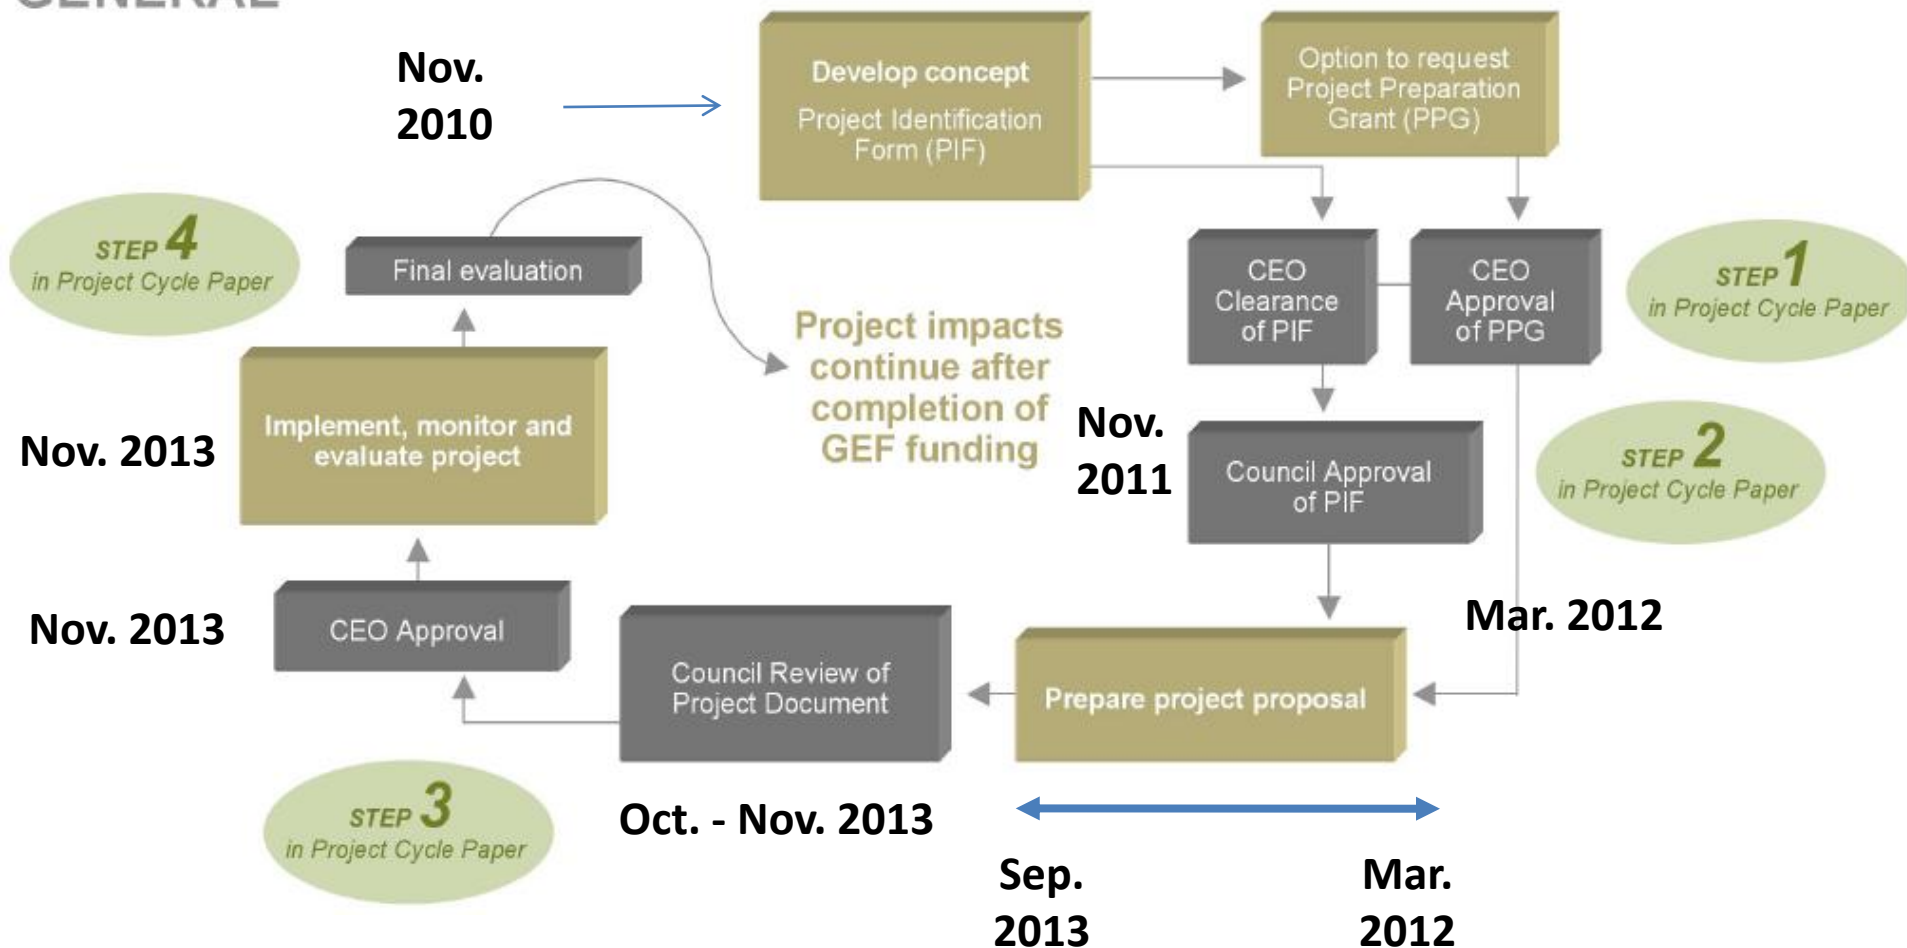 GENERAL
Nov.
2010
Develop concept
Project Identification
Form (PIF)
Option to request
Project Preparation
Grant (PPG)
STEP 4
in Project Cycle Paper
Final evaluation
CEO
Clearance
of PIF
CEO
Approval
of PPG
STEP 1
in Project Cycle Paper
Project impacts
continue after
completion of
GEF funding
Nov. 2013
Implement, monitor and
evaluate project
Nov.
2011
Council Approval
of PIF
STEP 2
in Project Cycle Paper
Nov. 2013
CEO Approval
Council Review of
Project Document
Prepare project proposal
Mar. 2012
STEP 3
in Project Cycle Paper
Oct. - Nov. 2013
Sep.
2013
Mar.
2012